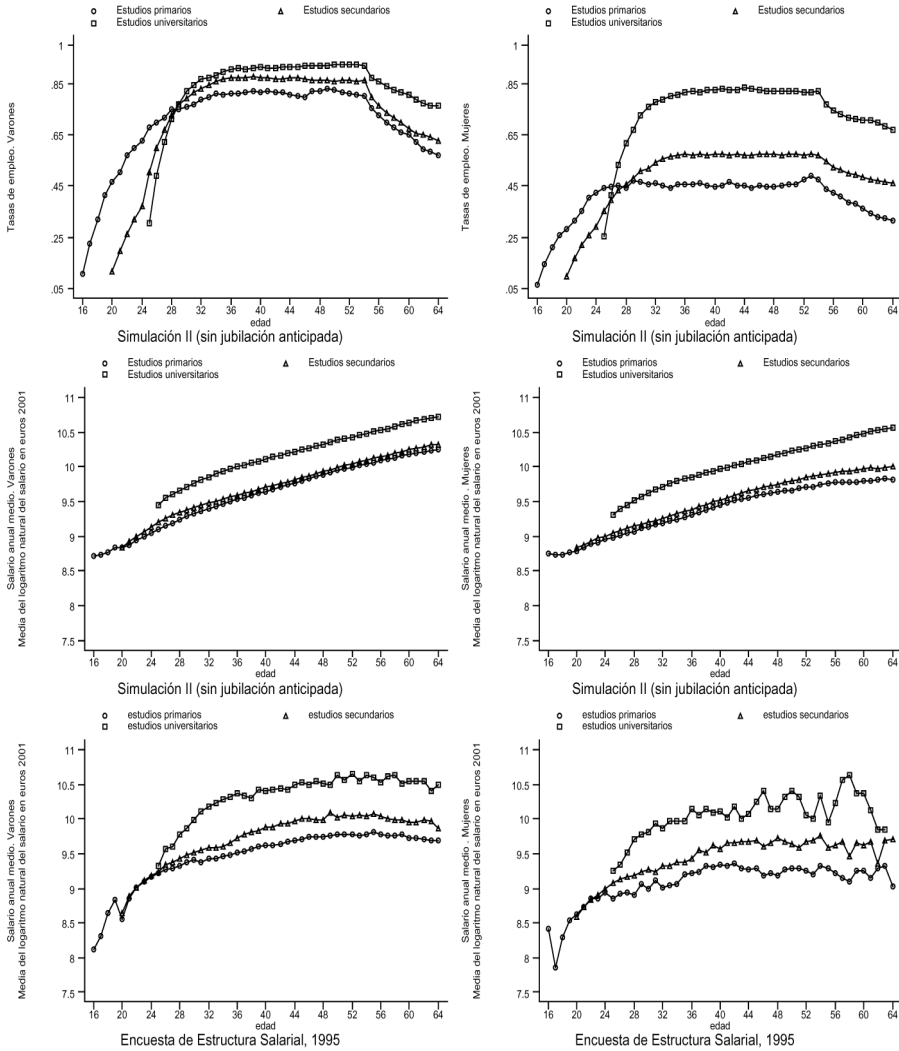 Estudios primarios Estudios secundarios
Estudios universitarios
Tasas de empleo. Varones
1
.85
.65
.45
.25
.05
16 20 24 28 32 36 40 44 48 52 56 60 64
edad
Simulación II (sin jubilación anticipada)
Estudios primarios Estudios secundarios
Estudios universitarios
Tasas de empleo. Mujeres
1
.85
.65
.45
.25
.05
16 20 24 28 32 36 40 44 48 52 56 60 64
edad
Simulación II (sin jubilación anticipada)
Estudios primarios Estudios secundarios
Estudios universitarios
Salario anual medio. Varones
Media del logaritmo natural del salario en euros 2001
11
10.5
10
9.5
9
8.5
8
7.5
16 20 24 28 32 36 40 44 48 52 56 60 64
edad
Simulación II (sin jubilación anticipada)
Estudios primarios Estudios secundarios
Estudios universitarios
Salario anual medio . Mujeres
Media del logaritmo natural del salario en euros 2001
11
10.5
10
9.5
9
8.5
8
7.5
16 20 24 28 32 36 40 44 48 52 56 60 64
edad
Simulación II (sin jubilación anticipada)
estudios primarios estudios secundarios
estudios universitarios
Salario anual medio. Varones
Media del logaritmo natural del salario en euros 2001
11
10.5
10
9.5
9
8.5
8
7.5
16 20 24 28 32 36 40 44 48 52 56 60 64
edad
Encuesta de Estructura Salarial, 1995
estudios primarios estudios secundarios
estudios universitarios
Salario anual medio . Mujeres
Media del logaritmo natural del salario en euros 2001
11
10.5
10
9.5
9
8.5
8
7.5
16 20 24 28 32 36 40 44 48 52 56 60 64
edad
Encuesta de Estructura Salarial, 1995